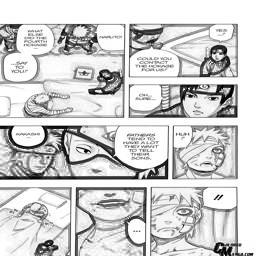 YES...?
COULD YOU
CONTACT
THE HOKAGE
FOR US?
OH...
SURE...
NARUTO!
WHAT
ELSE
DID THE
FOURTH
HOKAGE
...SAY
TO
YOU?
HUH?
FATHERS
TEND TO
HAVE A LOT
THEY WANT
TO TELL
THEIR
SONS.
KAKASHI
!!
...